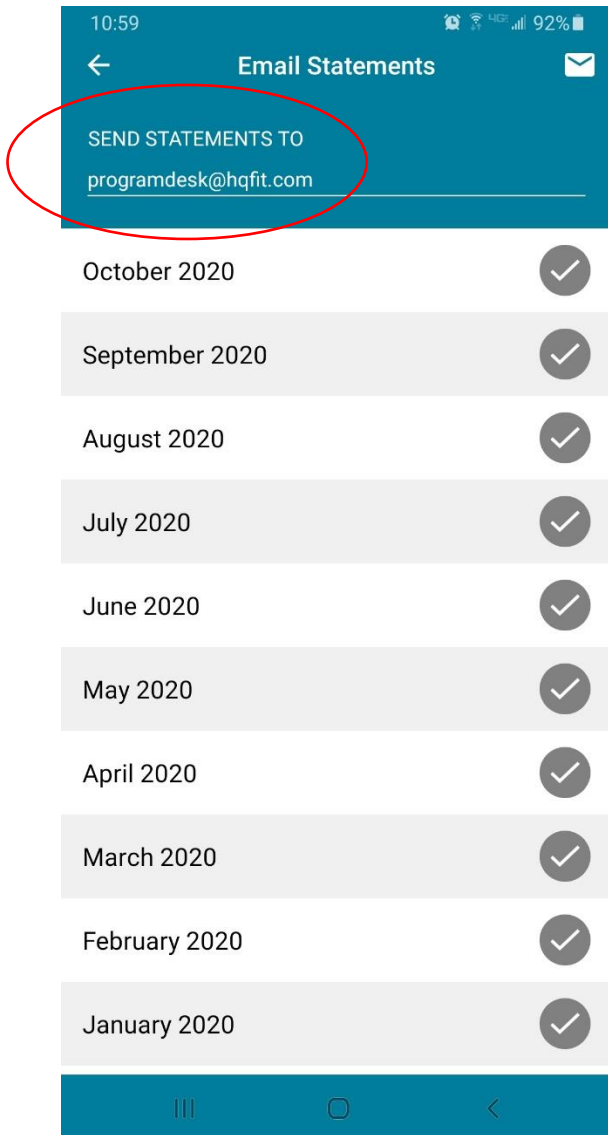 10:59 4GE 92%
Email Statements
SEND STATEMENTS TO
programdesk@hqfit.com
October 2020
September 2020
August 2020
July 2020
June 2020
May 2020
April 2020
March 2020
February 2020
January 2020